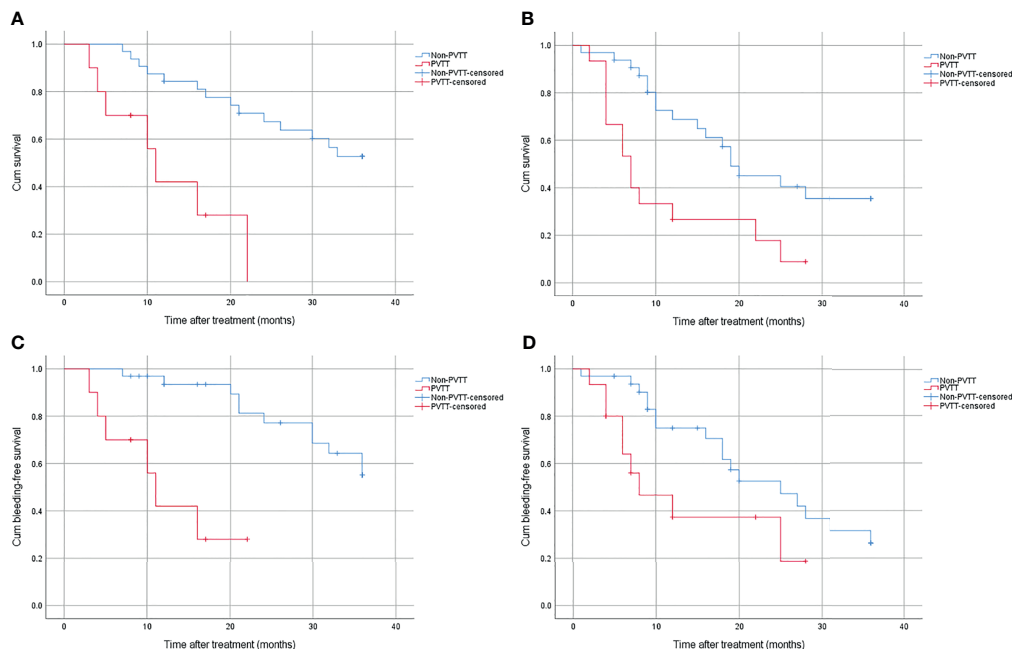 A
Cum survival
1.0
0.8
0.6
0.4
0.2
0.0
0
10
20
30
40
Time after treatment (months)
Non-PVTT
PVTT
Non-PVTT-censored
PVTT-censored
B
Cum survival
1.0
0.8
0.6
0.4
0.2
0.0
0
10
20
30
40
Time after treatment (months)
Non-PVTT
PVTT
Non-PVTT-censored
PVTT-censored
C
Cum bleeding-free survival
1.0
0.8
0.6
0.4
0.2
0.0
0
10
20
30
40
Time after treatment (months)
Non-PVTT
PVTT
Non-PVTT-censored
PVTT-censored
D
Cum bleeding-free survival
1.0
0.8
0.6
0.4
0.2
0.0
0
10
20
30
40
Time after treatment (months)
Non-PVTT
PVTT
Non-PVTT-censored
PVTT-censored